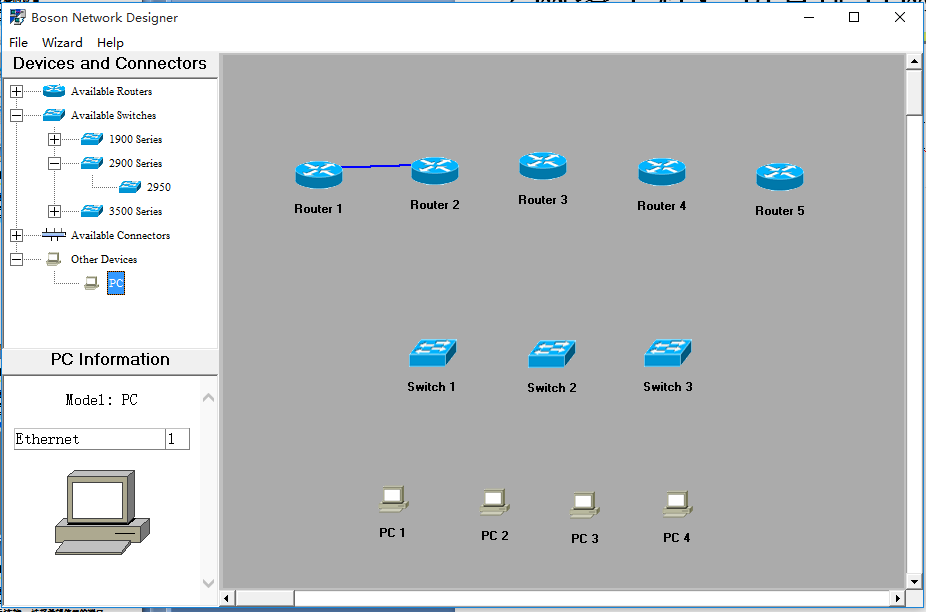 Boson Network Designer
File Wizard Help
Devices and Connectors
Available Routers
Available Switches
1900 Series
2900 Series
2950
3500 Series
Available Connectors
Other Devices
PC
PC Information
Model: PC
Ethernet 1
Router 1
Router 2
Router 3
Router 4
Router 5
Switch 1
Switch 2
Switch 3
PC 1
PC 2
PC 3
PC 4